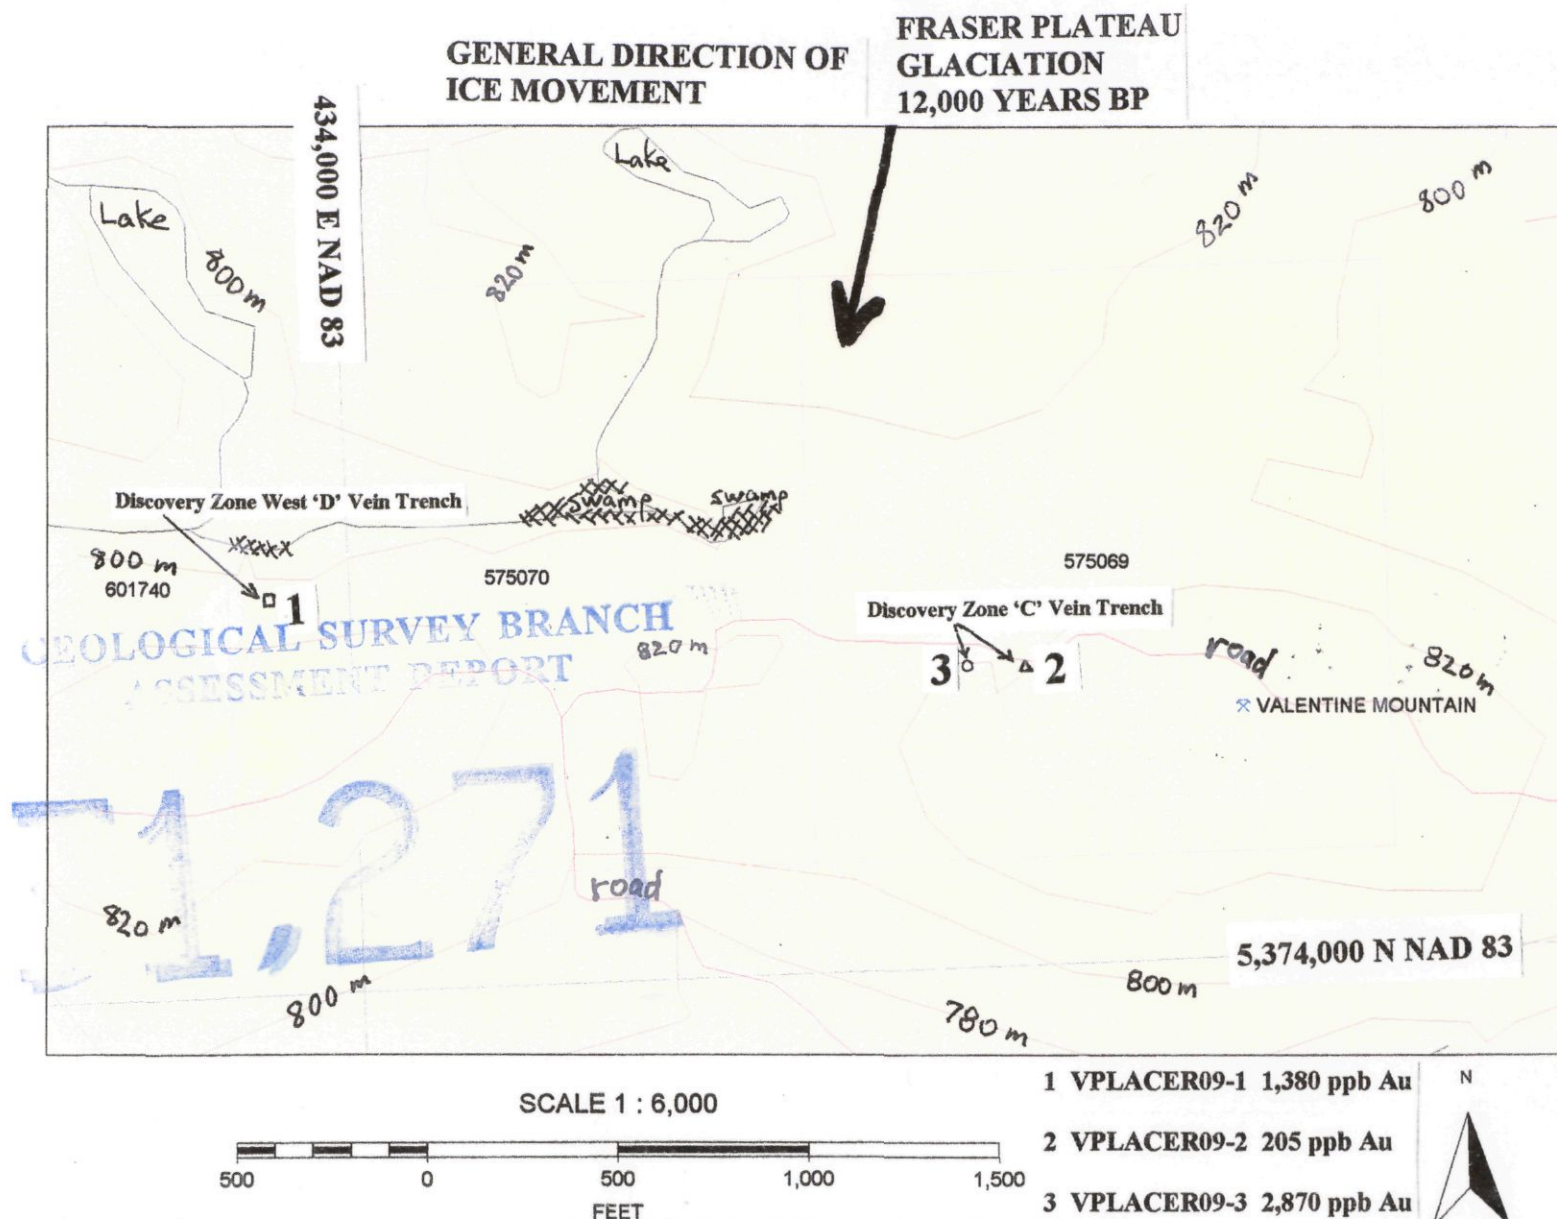 GENERAL DIRECTION OF
ICE MOVEMENT
FRASER PLATEAU
GLACIATION
12,000 YEARS BP
434,000 E NAD 83
Lake
Lake
800 m
820 m
820 m
800 m
Discovery Zone West 'D' Vein Trench
swamp
swamp
800 m
601740
575070
575069
1
Discovery Zone 'C' Vein Trench
3
2
GEOLOGICAL SURVEY BRANCH
ASSESSMENT REPORT
820 m
road
820 m
VALENTINE MOUNTAIN
1,271
road
820 m
5,374,000 N NAD 83
800 m
800 m
780 m
SCALE 1 : 6,000
500 0 500 1,000 1,500
FEET
1 VPLACER09-1 1,380 ppb Au
2 VPLACER09-2 205 ppb Au
3 VPLACER09-3 2,870 ppb Au
N